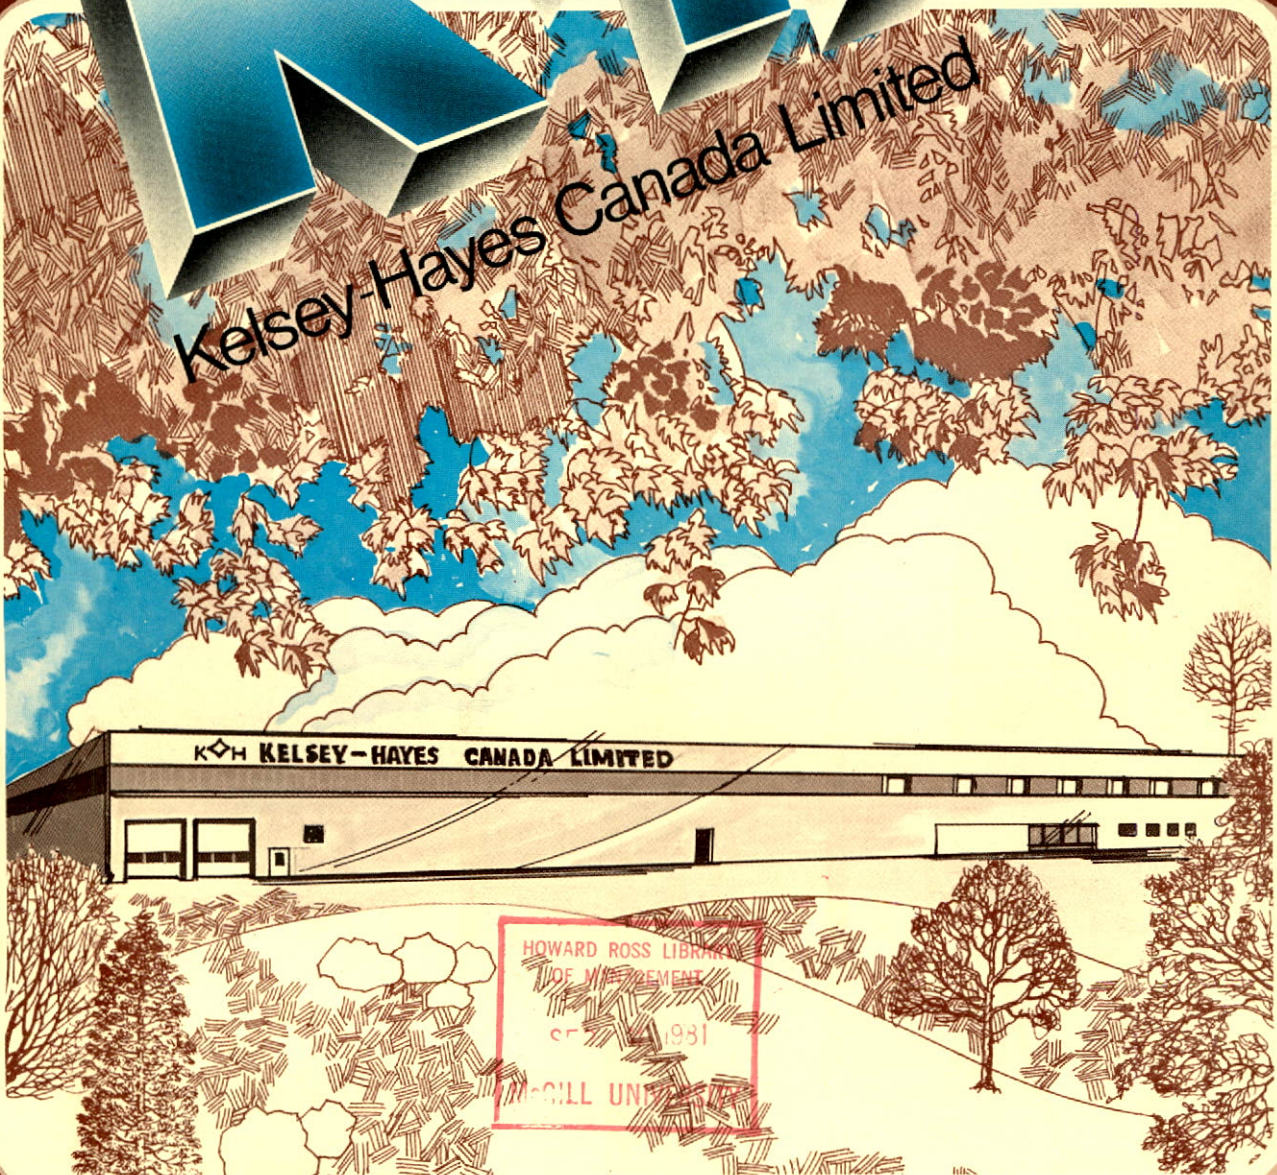 K
Kelsey-Hayes Canada Limited
K H KELSEY-HAYES CANADA LIMITED
HOWARD ROSS LIBRARY
OF MANAGEMENT
1981
McGILL UNIVERSITY